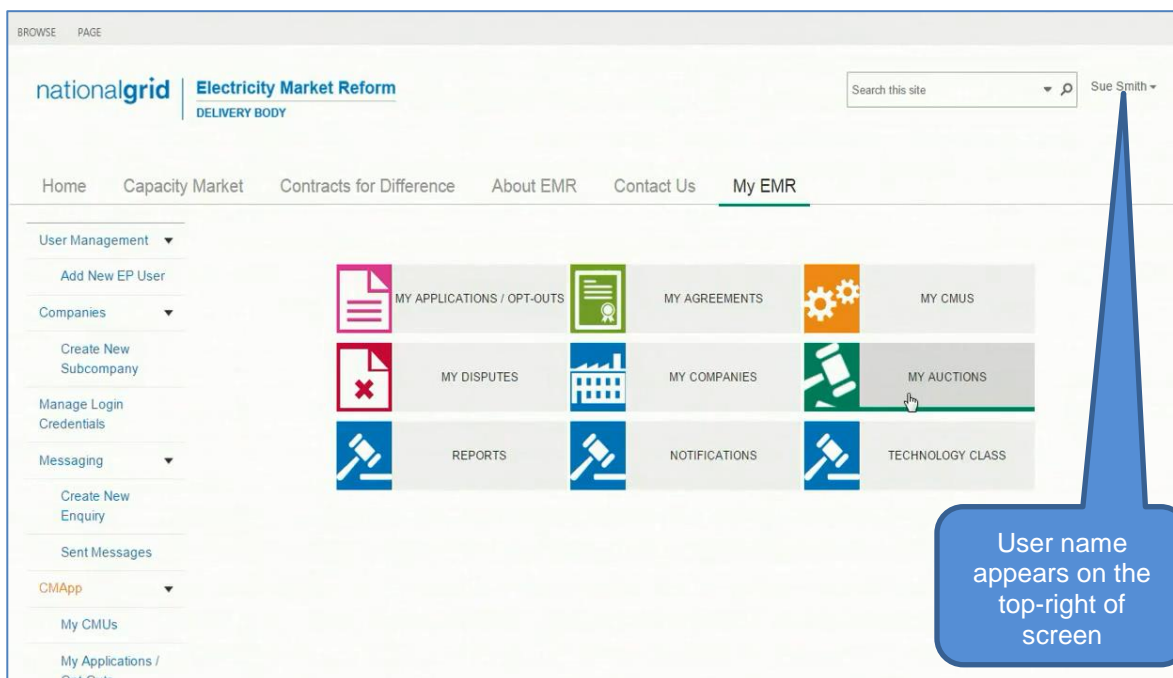 BROWSE PAGE
nationalgrid
Electricity Market Reform
DELIVERY BODY
Search this site
Sue Smith
Home Capacity Market Contracts for Difference About EMR Contact Us My EMR
User Management
Add New EP User
Companies
Create New
Subcompany
Manage Login
Credentials
Messaging
Create New
Enquiry
Sent Messages
CMApp
My CMUs
My Applications /
MY APPLICATIONS / OPT-OUTS
MY AGREEMENTS
MY CMUS
MY DISPUTES
MY COMPANIES
MY AUCTIONS
REPORTS
NOTIFICATIONS
TECHNOLOGY CLASS
User name
appears on the
top-right of
screen